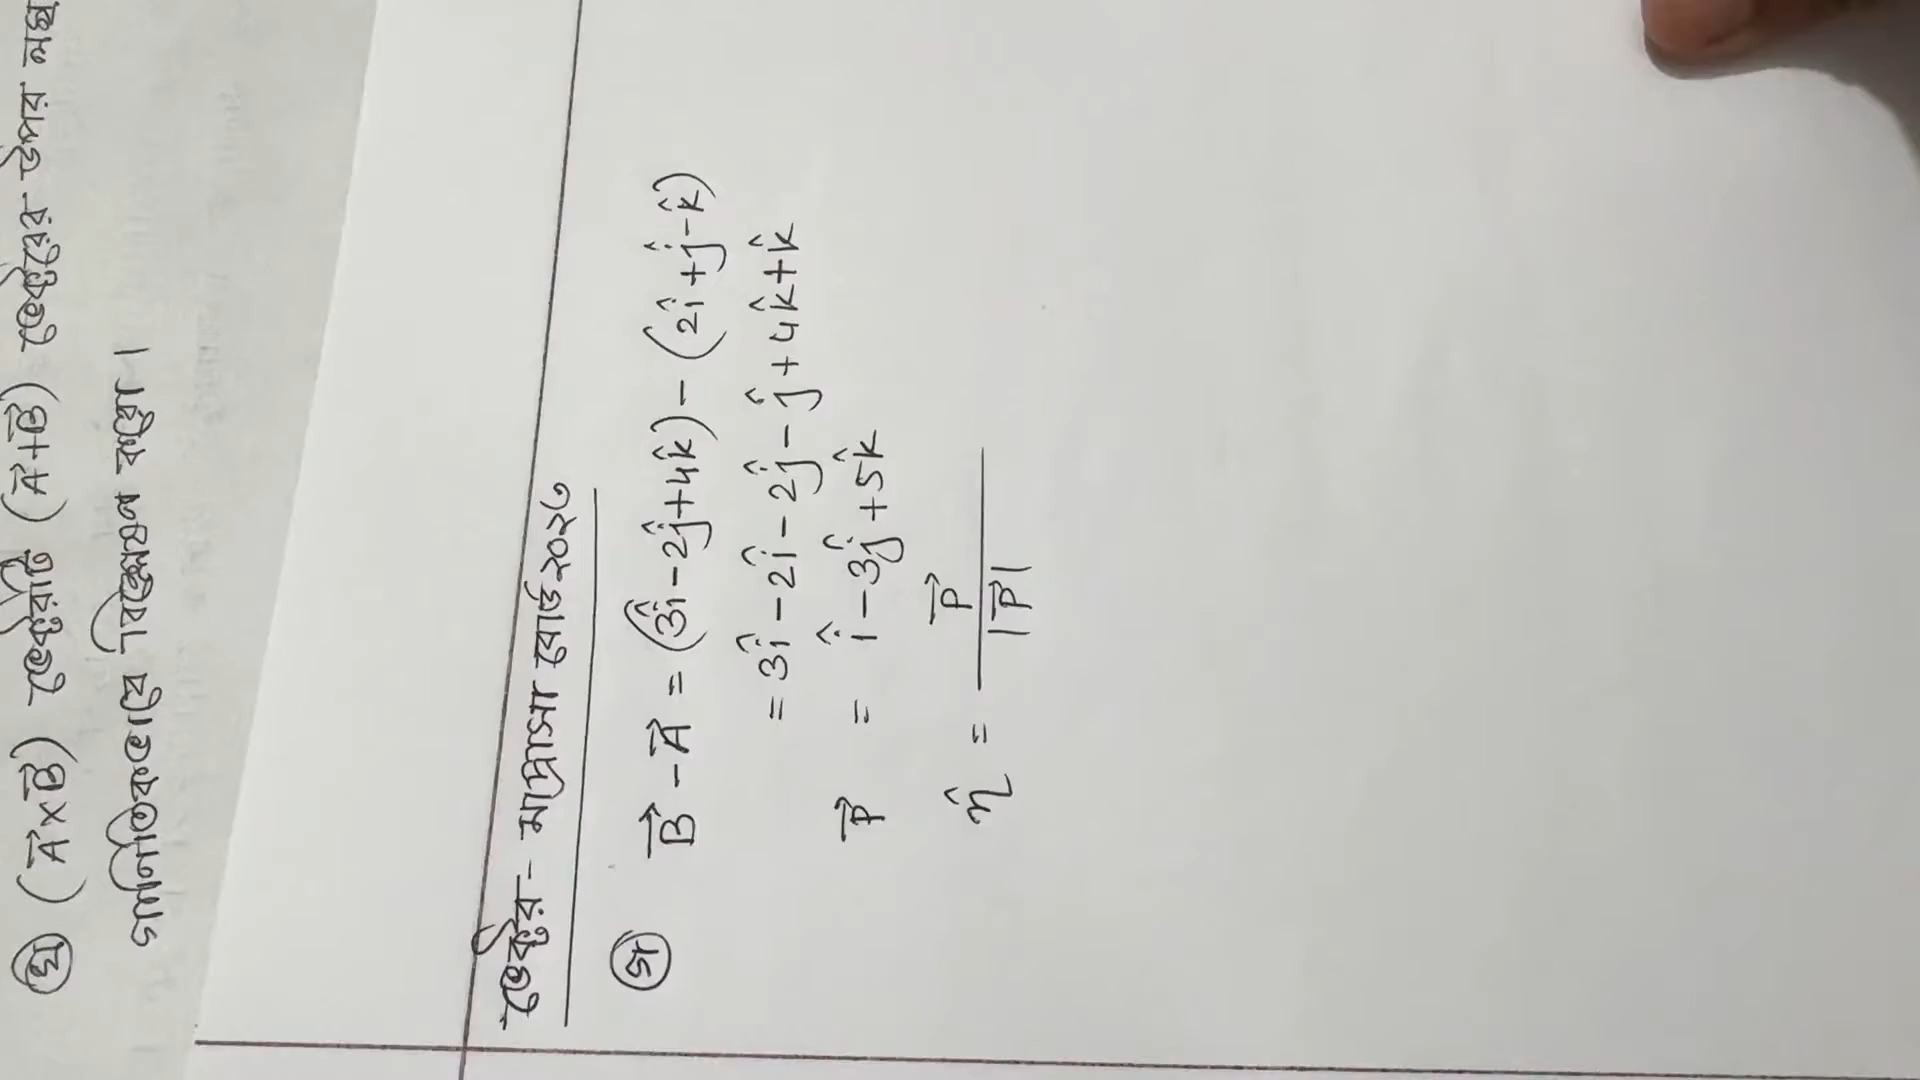 ঘ (A⃗×B⃗) ভেক্টরটি (A⃗+B⃗) ভেক্টরের উপর লম্ব
গাণিতিকভাবে বিশ্লেষণ করো।
ভেক্টর - মাদ্রাসা বোর্ড ২০২৩
গ B⃗ - A⃗ = (3î - 2ĵ + 4k̂) - (2î + ĵ - k̂)
= 3î - 2î - 2ĵ - ĵ + 4k̂ + k̂
P⃗ = î - 3ĵ + 5k̂
η̂ = P⃗ / |P⃗|